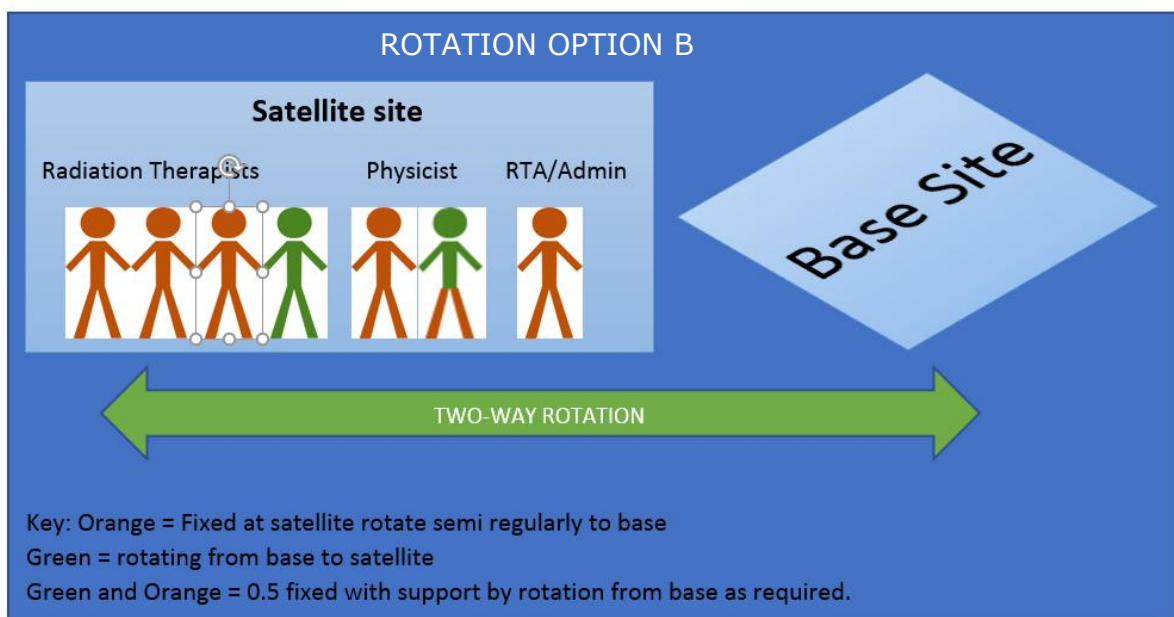 ROTATION OPTION B
Satellite site
Radiation Therapists
Physicist
RTA/Admin
Base Site
TWO-WAY ROTATION
Key: Orange = Fixed at satellite rotate semi regularly to base
Green = rotating from base to satellite
Green and Orange = 0.5 fixed with support by rotation from base as required.